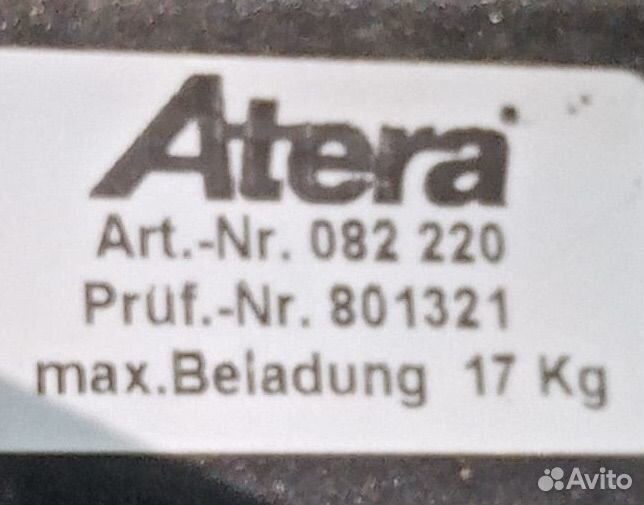 Atera
Art.-Nr. 082 220
Prüf.-Nr. 801321
max.Beladung 17 Kg
Avito